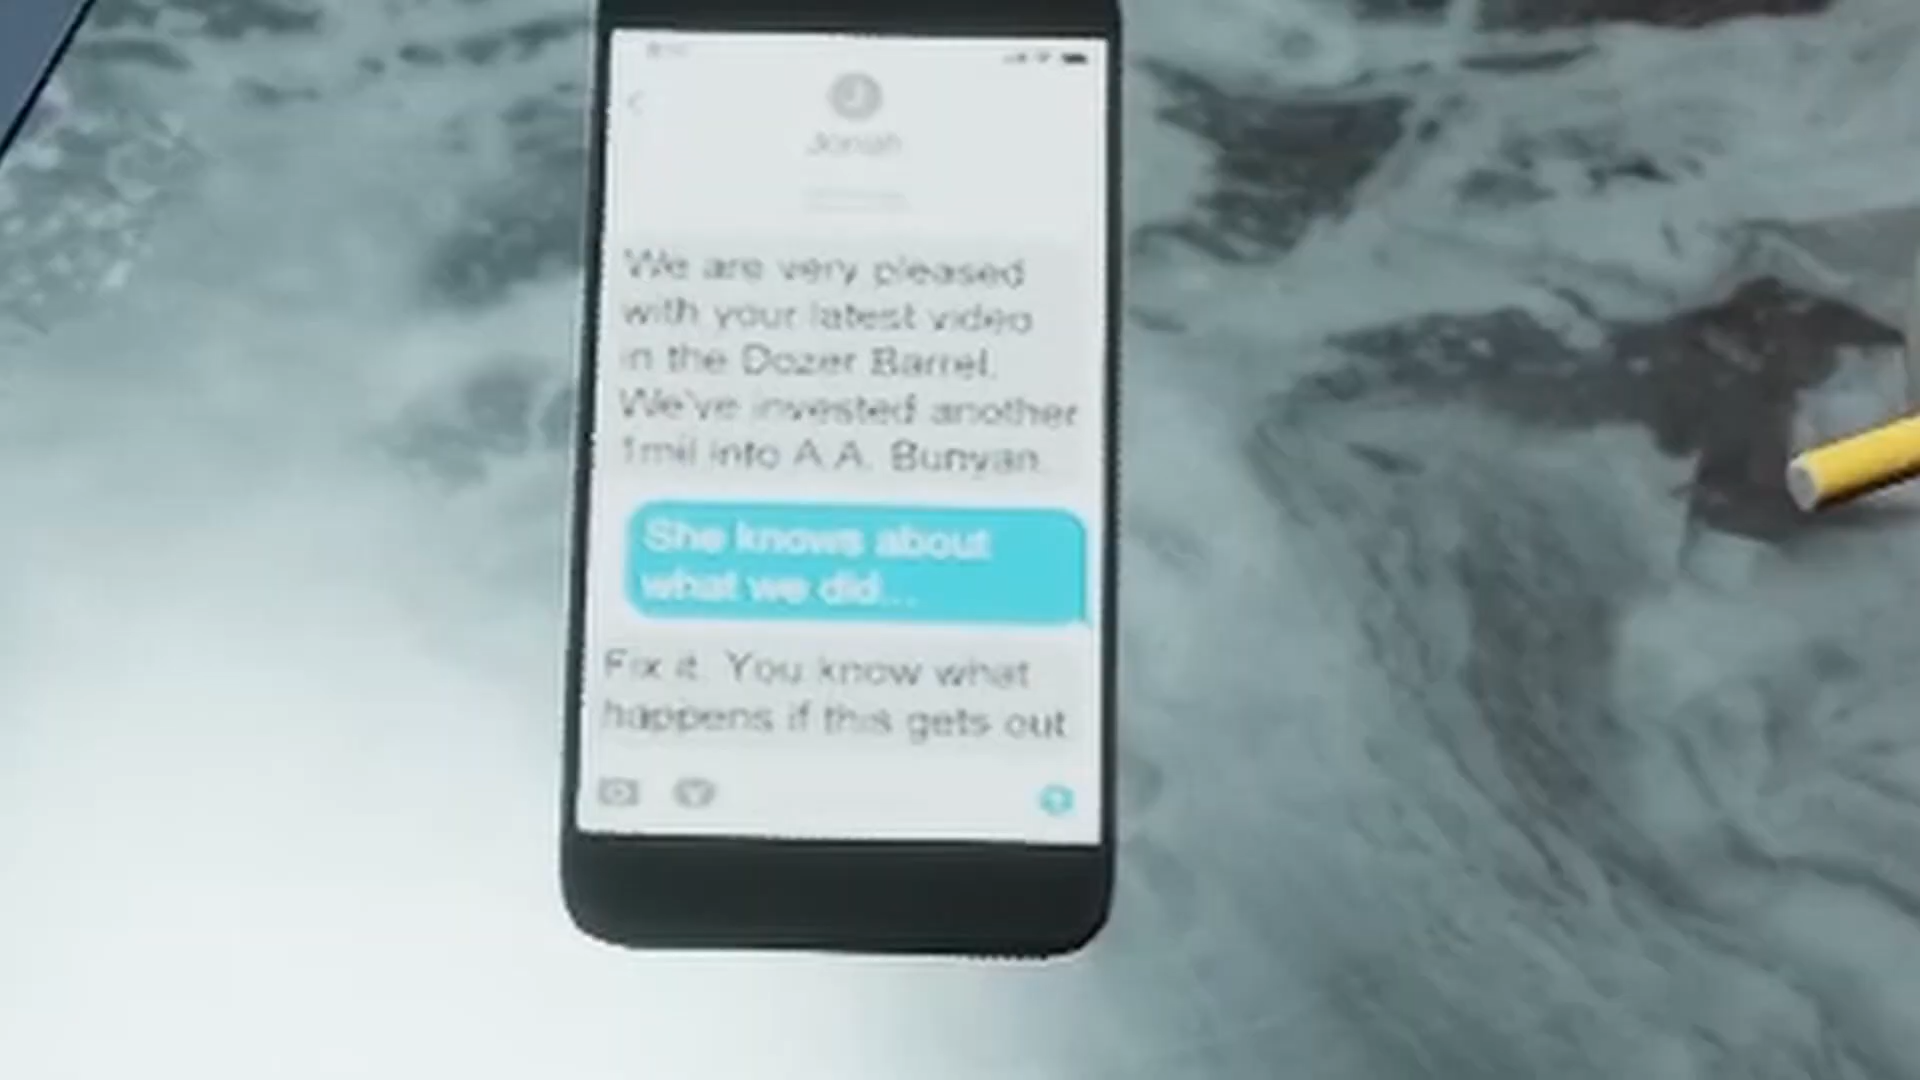 Jonah
We are very pleased
with your latest video
in the Dozer Barrel.
We've invested another
1mil into A.A. Bunyan.
She knows about
what we did...
Fix it. You know what
happens if this gets out